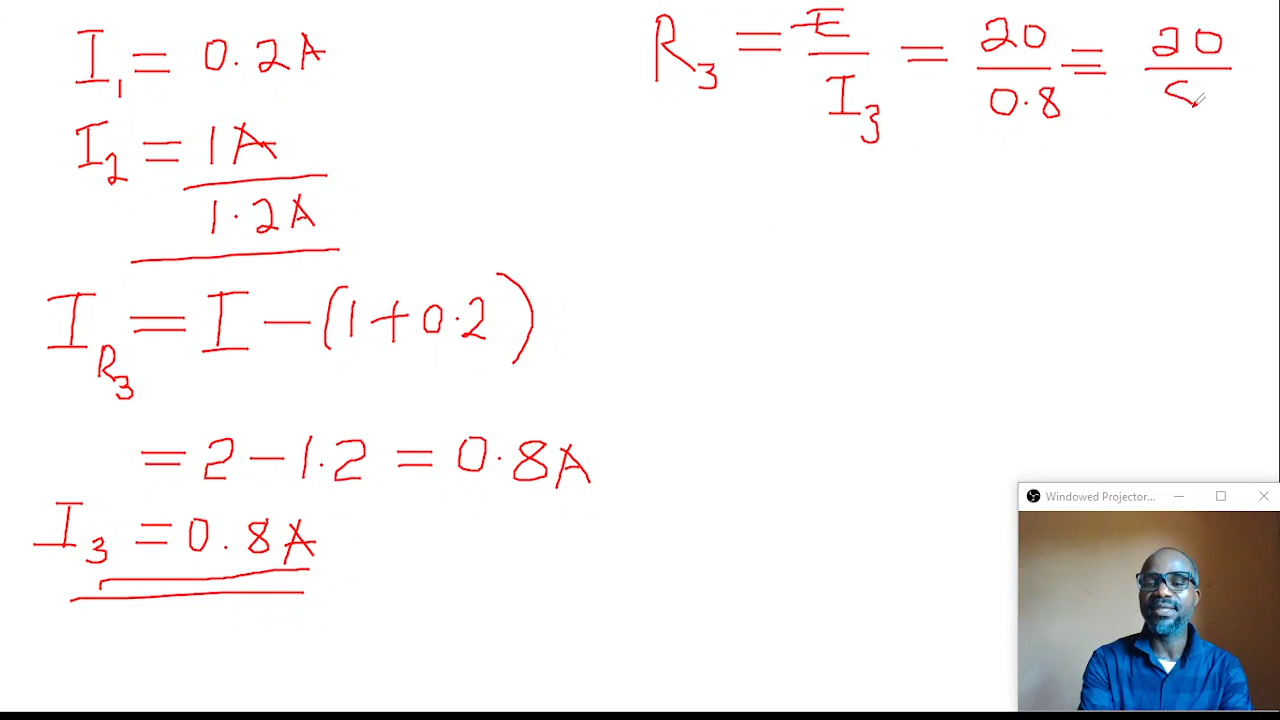 I₁ = 0.2A
I₂ = 1A
1.2A
I_R₃ = I − (1 + 0.2)
= 2 − 1.2 = 0.8A
I₃ = 0.8A
R₃ = E/I₃ = 20/0.8 = 20/
Windowed Projector...